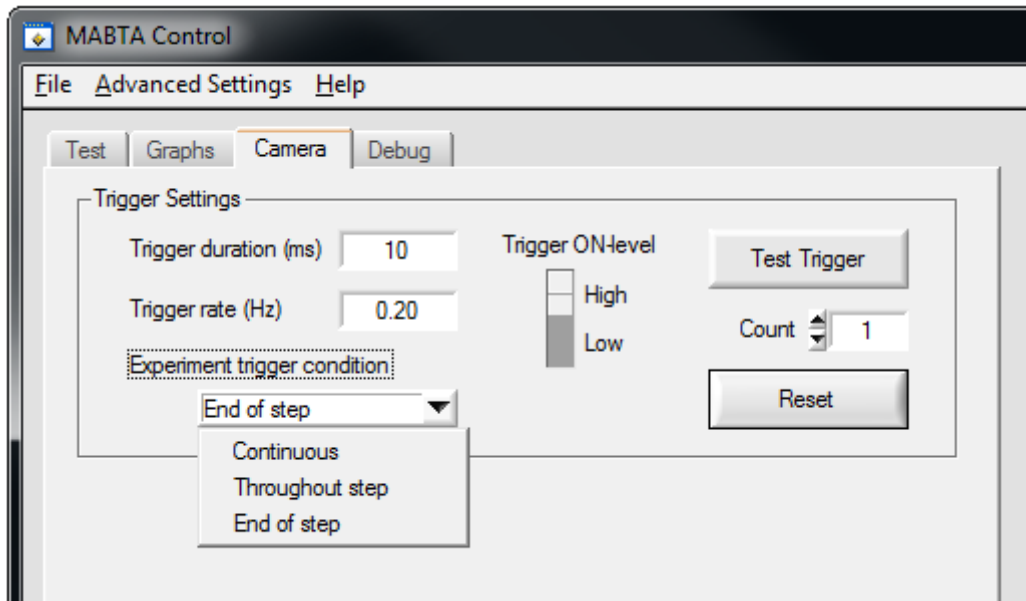 MABTA Control
File Advanced Settings Help
Test Graphs Camera Debug
Trigger Settings
Trigger duration (ms) 10
Trigger rate (Hz) 0.20
Experiment trigger condition
End of step
Continuous
Throughout step
End of step
Trigger ON-level
High
Low
Test Trigger
Count 1
Reset